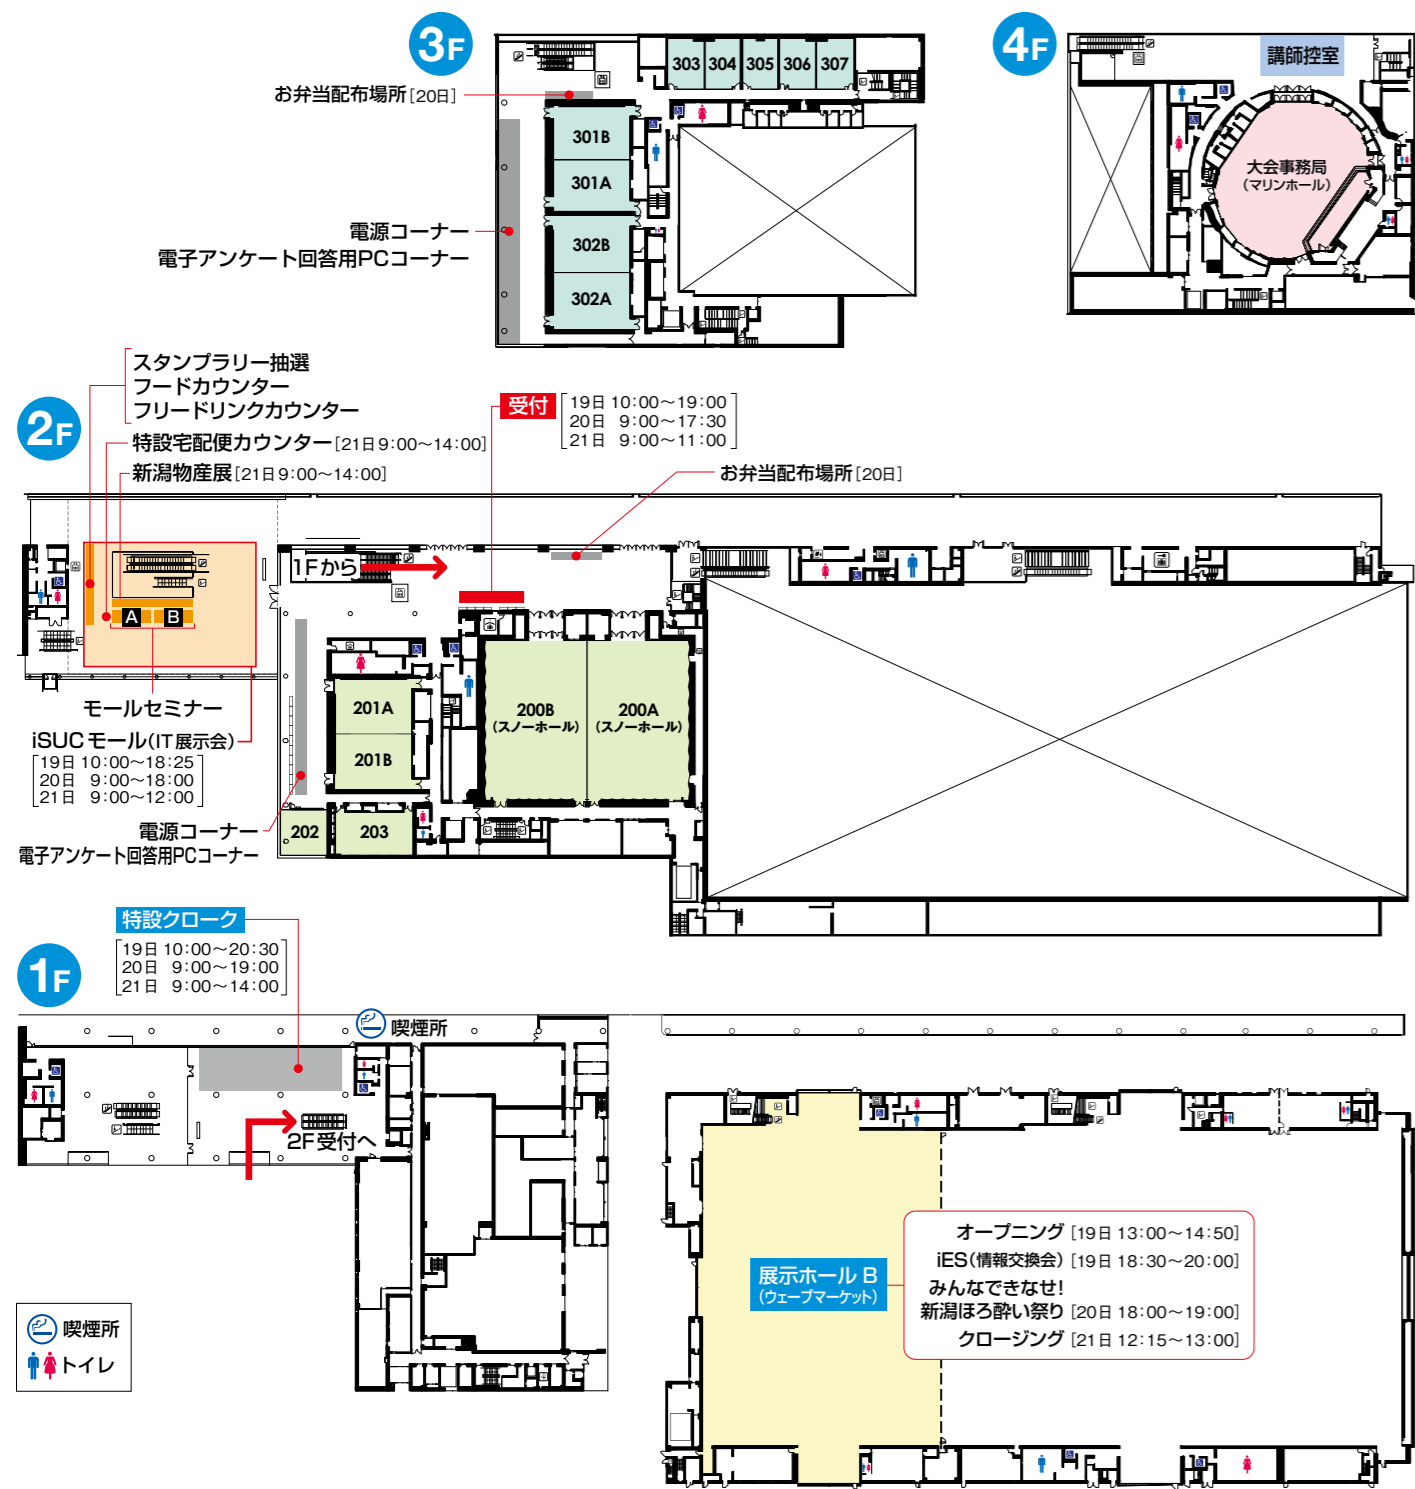 3F
お弁当配布場所[20日]
303
304
305
306
307
301B
301A
302B
302A
電源コーナー
電子アンケート回答用PCコーナー
4F
講師控室
大会事務局
(マリンホール)
2F
スタンプラリー抽選
フードカウンター
フリードリンクカウンター
特設宅配便カウンター[21日9:00〜14:00]
新潟物産展[21日9:00〜14:00]
受付
19日 10:00〜19:00
20日 9:00〜17:30
21日 9:00〜11:00
お弁当配布場所[20日]
1Fから
A
B
モールセミナー
iSUCモール(IT展示会)
19日 10:00〜18:25
20日 9:00〜18:00
21日 9:00〜12:00
201A
201B
200B
(スノーホール)
200A
(スノーホール)
202
203
電源コーナー
電子アンケート回答用PCコーナー
1F
特設クローク
19日 10:00〜20:30
20日 9:00〜19:00
21日 9:00〜14:00
喫煙所
2F受付へ
展示ホール B
(ウェーブマーケット)
オープニング [19日 13:00〜14:50]
iES(情報交換会) [19日 18:30〜20:00]
みんなできなせ!
新潟ほろ酔い祭り [20日 18:00〜19:00]
クロージング [21日 12:15〜13:00]
喫煙所
トイレ